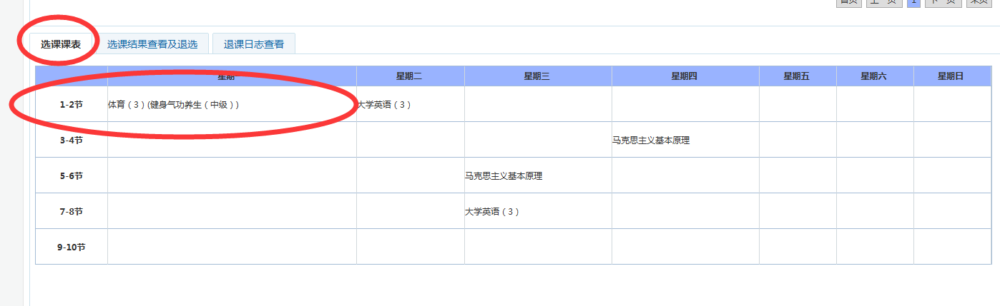 首页 上一页 1 下一页 末页
选课课表 选课结果查看及退选 退课日志查看
星期一 星期二 星期三 星期四 星期五 星期六 星期日
1-2节 体育（3）(健身气功养生（中级）) 大学英语（3）
3-4节 马克思主义基本原理
5-6节 马克思主义基本原理
7-8节 大学英语（3）
9-10节